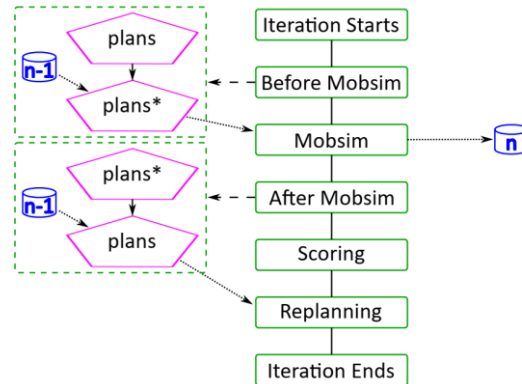 plans
n-1
plans*
Iteration Starts
Before Mobsim
Mobsim
n
plans*
n-1
plans
After Mobsim
Scoring
Replanning
Iteration Ends